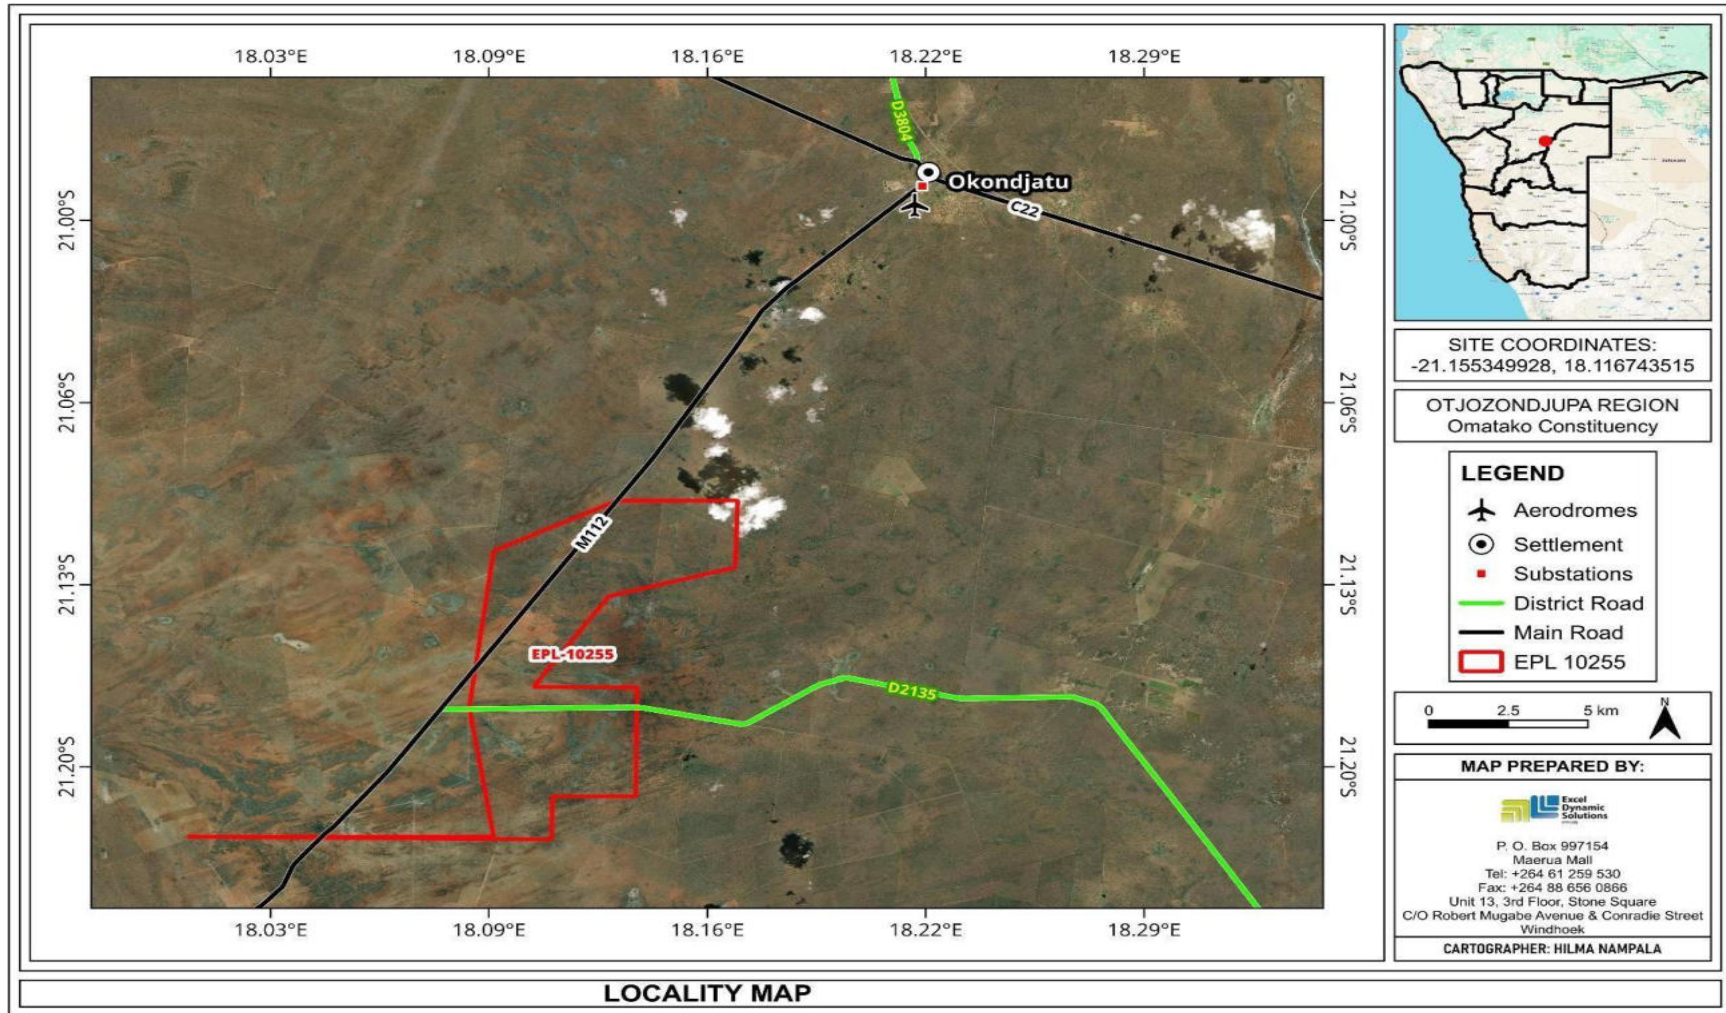 18.03°E 18.09°E 18.16°E 18.22°E 18.29°E
D3804
Okondjatu
C22
21.00°S 21.00°S
21.06°S 21.06°S
M112
21.13°S 21.13°S
EPL-10255
D2135
21.20°S 21.20°S
18.03°E 18.09°E 18.16°E 18.22°E 18.29°E
SITE COORDINATES:
-21.155349928, 18.116743515
OTJOZONDJUPA REGION
Omatako Constituency
LEGEND
Aerodromes
Settlement
Substations
District Road
Main Road
EPL 10255
0 2.5 5 km
N
MAP PREPARED BY:
Excel
Dynamic
Solutions
P. O. Box 997154
Maerua Mall
Tel: +264 61 259 530
Fax: +264 88 656 0866
Unit 13, 3rd Floor, Stone Square
C/O Robert Mugabe Avenue & Conradie Street
Windhoek
CARTOGRAPHER: HILMA NAMPALA
LOCALITY MAP